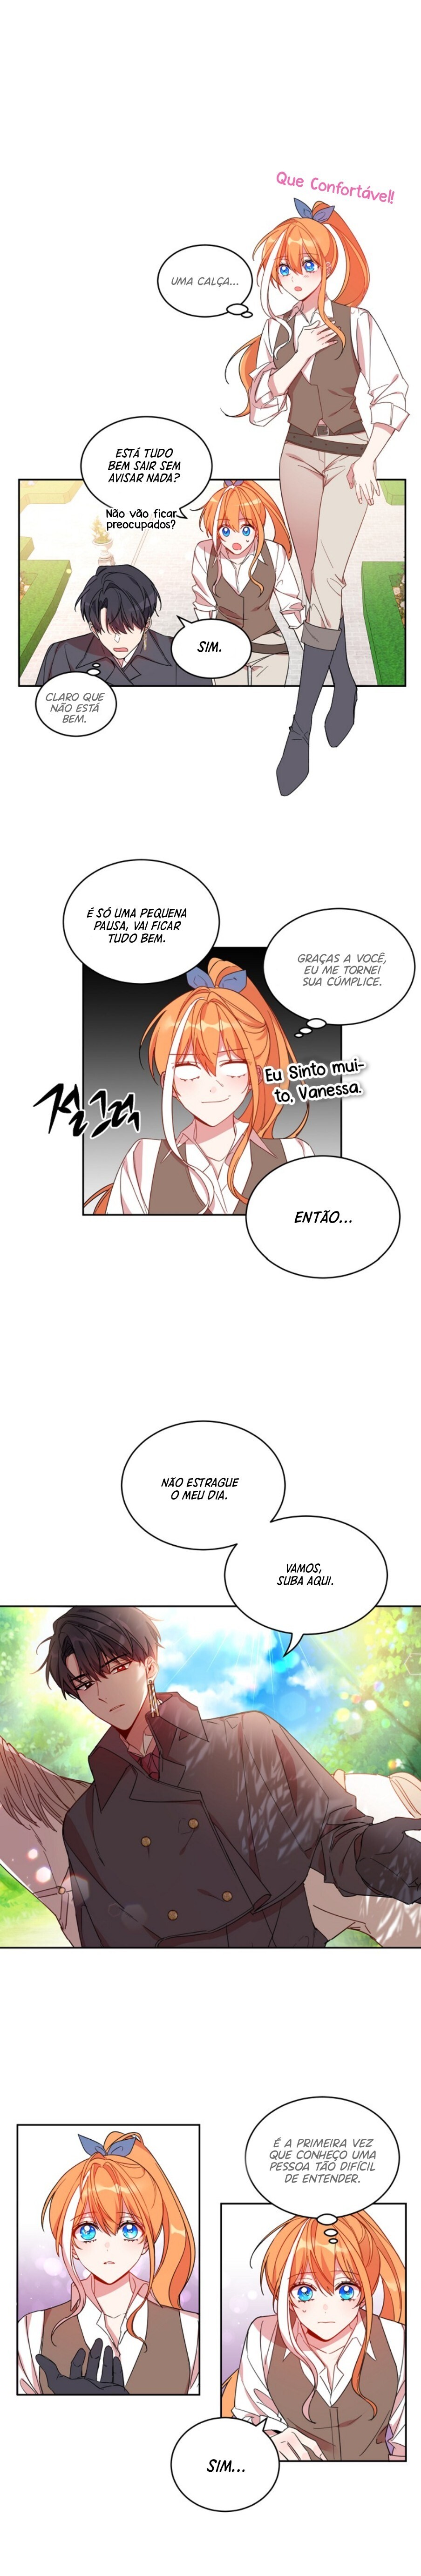 Que Confortável!
UMA CALÇA...
ESTÁ TUDO
BEM SAIR SEM
AVISAR NADA?
Não vão ficar
preocupados?
SIM.
CLARO QUE
NÃO ESTÁ
BEM.
É SÓ UMA PEQUENA
PAUSA, VAI FICAR
TUDO BEM.
GRAÇAS A VOCÊ,
EU ME TORNEI
SUA CÚMPLICE.
Eu Sinto mui-
to, Vanessa.
ENTÃO...
NÃO ESTRAGUE
O MEU DIA.
VAMOS,
SUBA AQUI.
É A PRIMEIRA VEZ
QUE CONHEÇO UMA
PESSOA TÃO DIFÍCIL
DE ENTENDER.
SIM...